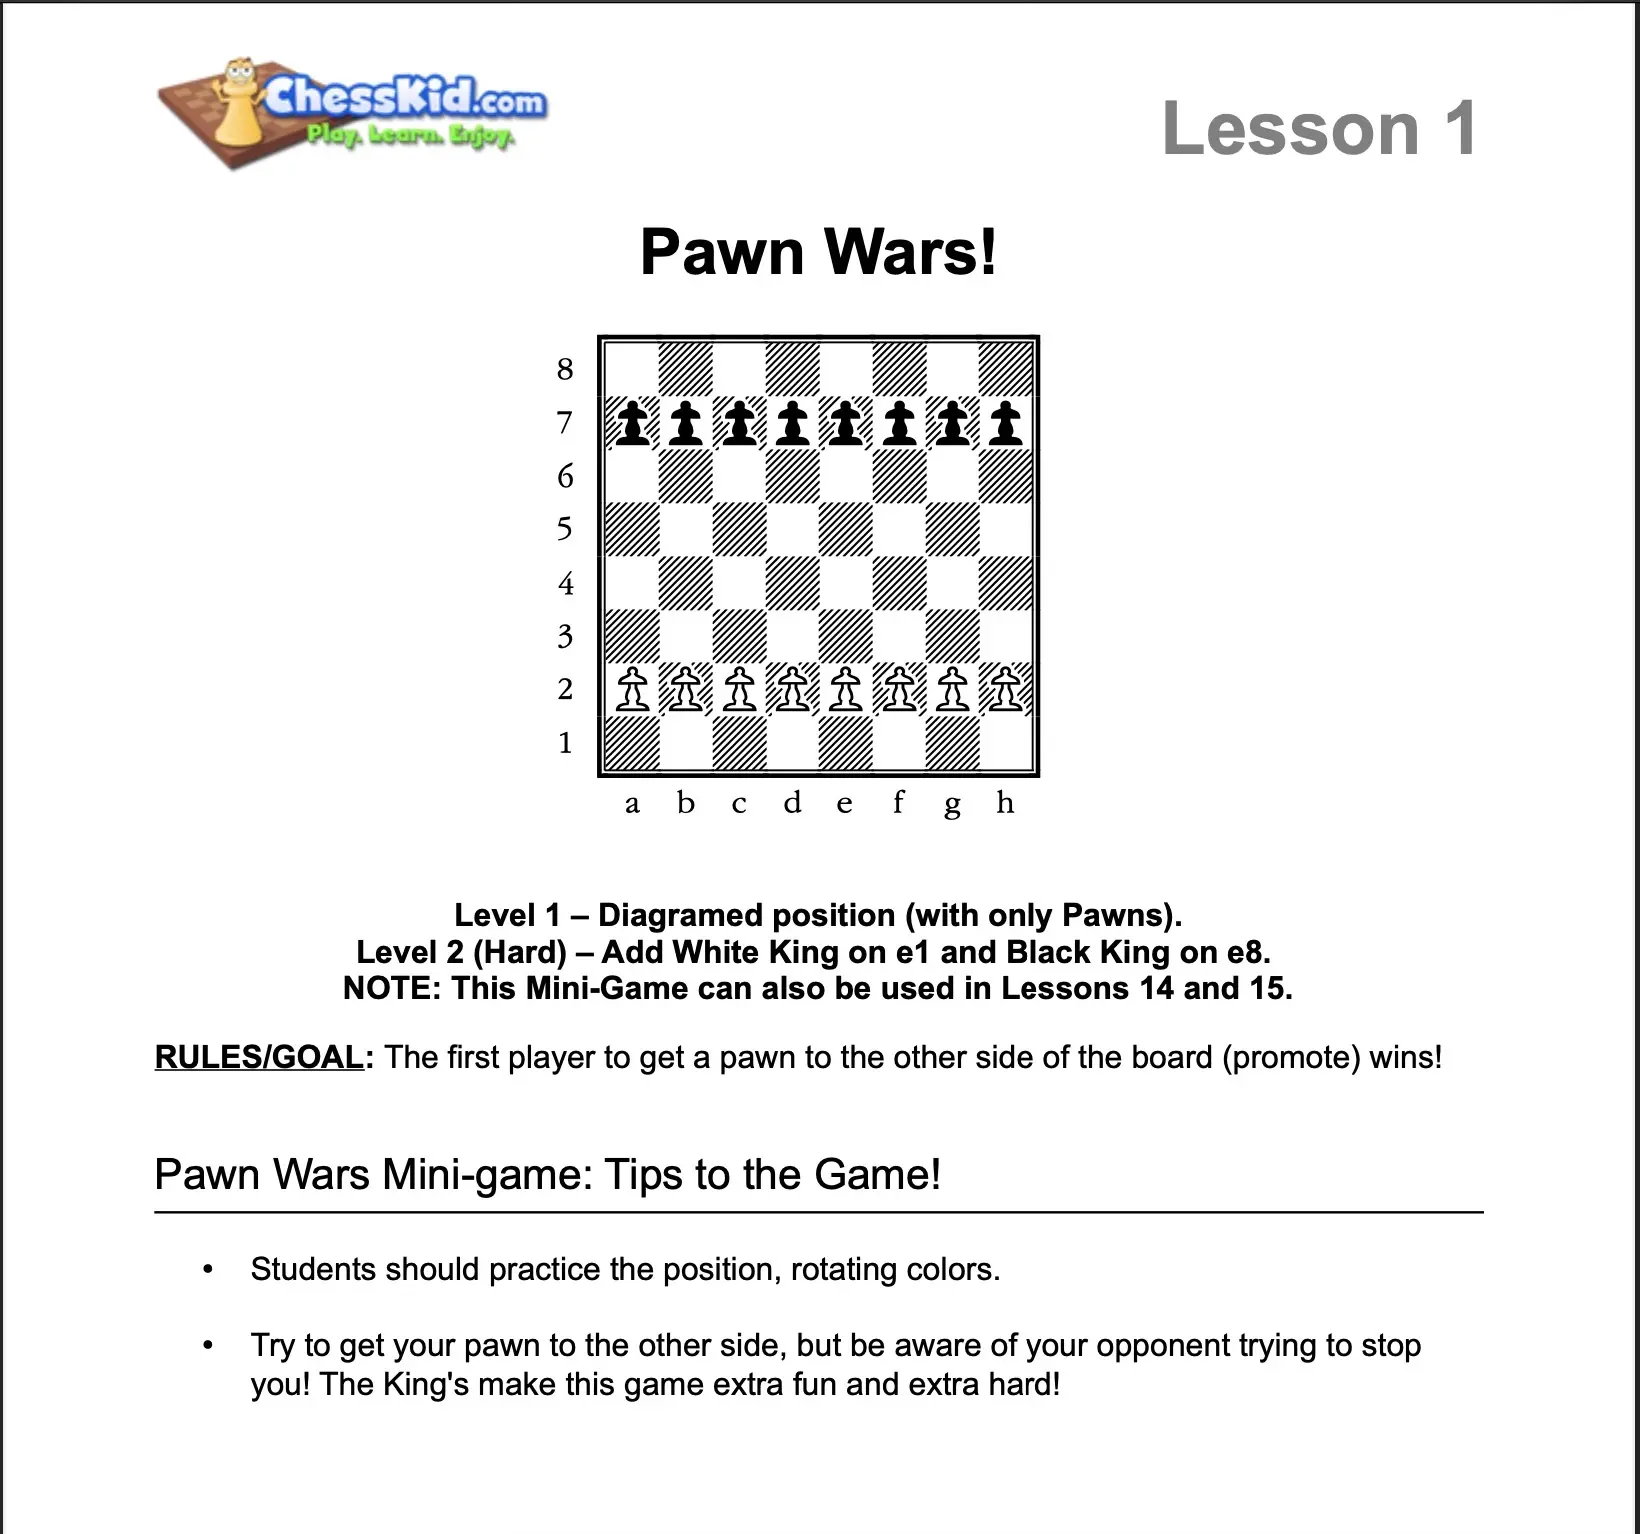 ChessKid.com
Play. Learn. Enjoy.
Lesson 1
Pawn Wars!
8
7
6
5
4
3
2
1
a b c d e f g h
Level 1 – Diagramed position (with only Pawns).
Level 2 (Hard) – Add White King on e1 and Black King on e8.
NOTE: This Mini-Game can also be used in Lessons 14 and 15.
RULES/GOAL: The first player to get a pawn to the other side of the board (promote) wins!
Pawn Wars Mini-game: Tips to the Game!
• Students should practice the position, rotating colors.
• Try to get your pawn to the other side, but be aware of your opponent trying to stop
you! The King's make this game extra fun and extra hard!